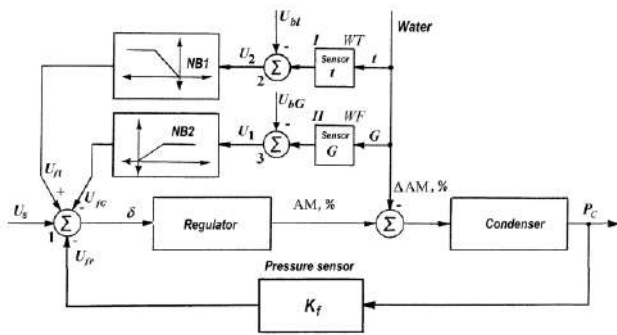 U_bt
Water
-
I WT
NB1
U_2
Σ
2
Sensor
t
t
U_bG
-
II WF
NB2
U_1
Σ
3
Sensor
G
G
U_ft
+
-
U_fG
ΔAM, %
U_s
Σ
1
-
δ
Regulator
AM, %
-
Σ
Condenser
P_C
U_fp
Pressure sensor
K_f